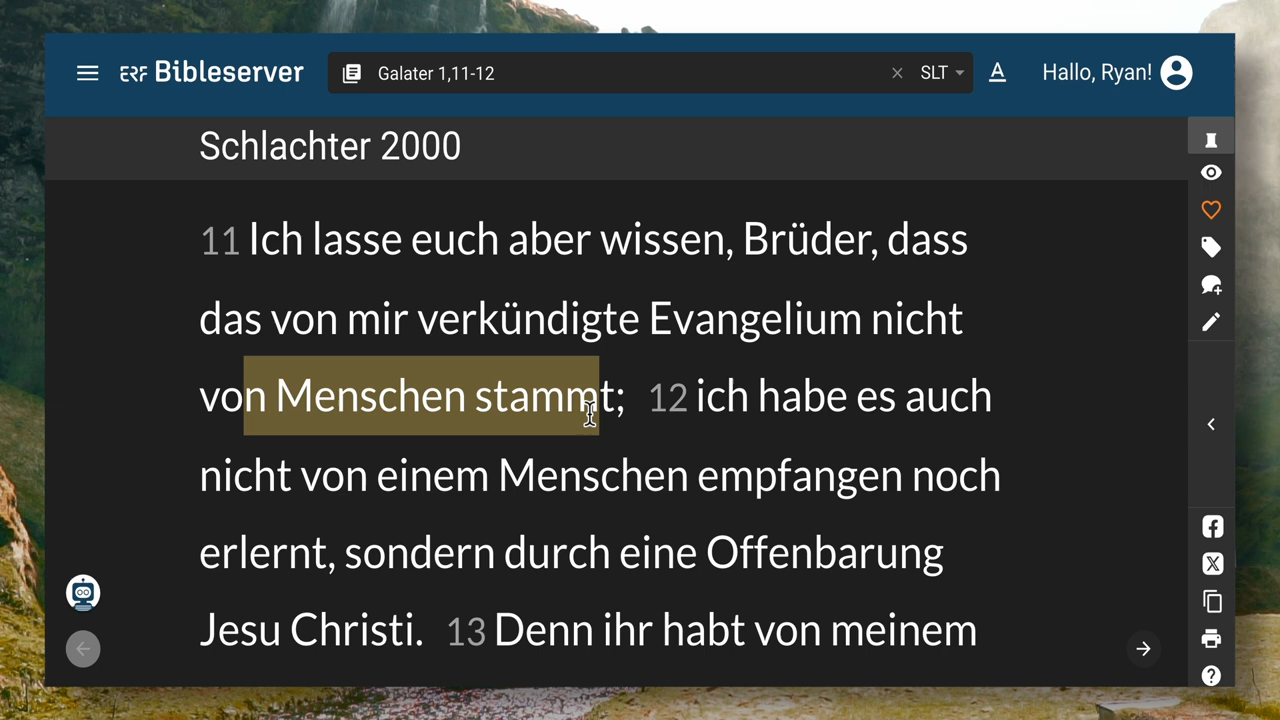 ERF Bibleserver
Galater 1,11-12
SLT
A
Hallo, Ryan!
Schlachter 2000
11 Ich lasse euch aber wissen, Brüder, dass
das von mir verkündigte Evangelium nicht
von Menschen stammt; 12 ich habe es auch
nicht von einem Menschen empfangen noch
erlernt, sondern durch eine Offenbarung
Jesu Christi. 13 Denn ihr habt von meinem